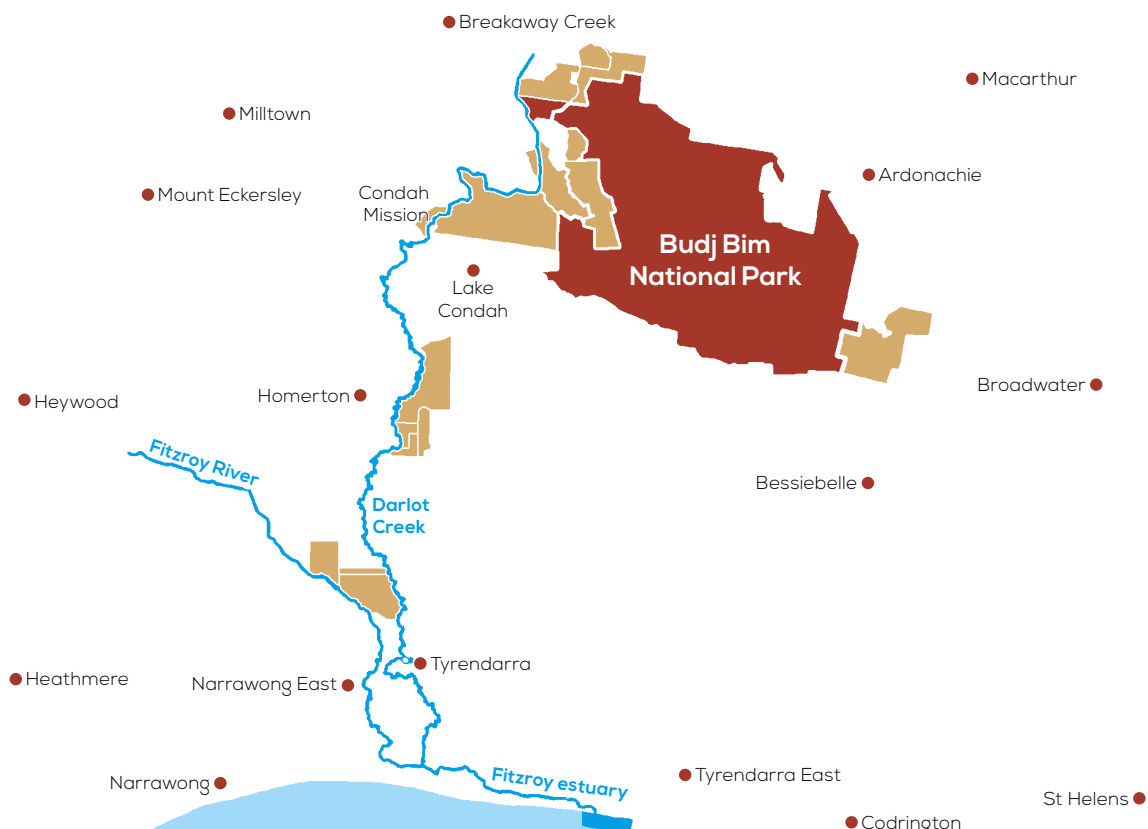 Breakaway Creek
Macarthur
Milltown
Ardonachie
Mount Eckersley
Condah
Mission
Budj Bim
National Park
Lake
Condah
Broadwater
Homerton
Heywood
Fitzroy River
Bessiebelle
Darlot
Creek
Tyrendarra
Heathmere
Narrawong East
Tyrendarra East
Narrawong
Fitzroy estuary
St Helens
Codrington